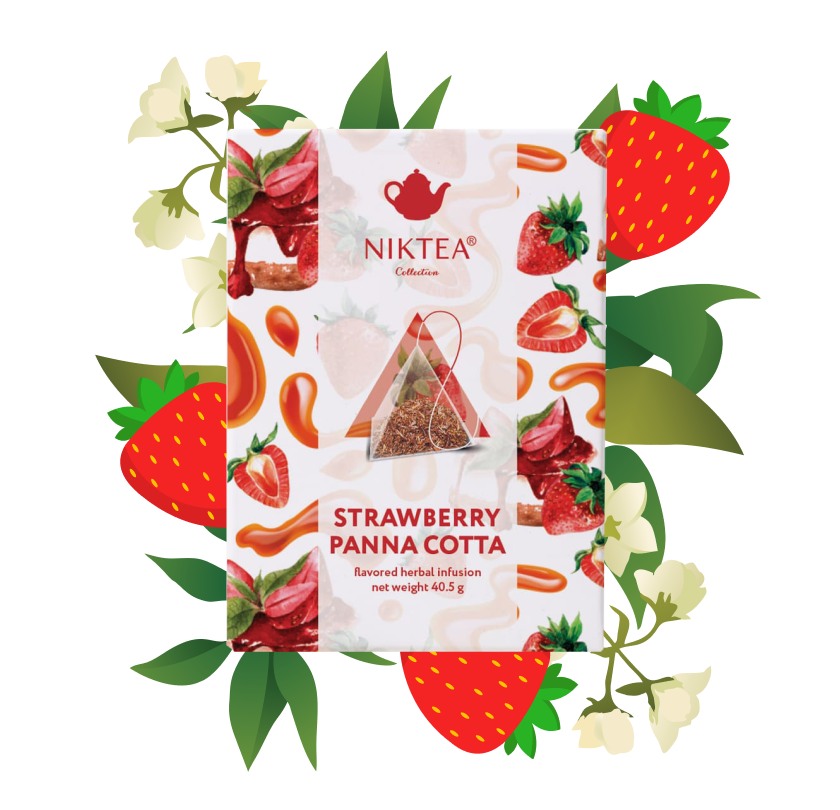 NIKTEA®
Collection
STRAWBERRY
PANNA COTTA
flavored herbal infusion
net weight 40.5 g